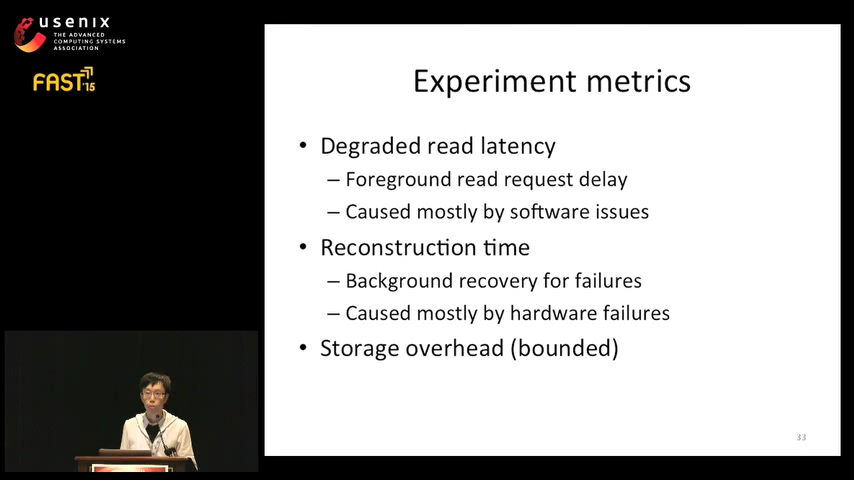 usenix
THE ADVANCED
COMPUTING SYSTEMS
ASSOCIATION
FAST '15
Experiment metrics
• Degraded read latency
– Foreground read request delay
– Caused mostly by software issues
• Reconstruction time
– Background recovery for failures
– Caused mostly by hardware failures
• Storage overhead (bounded)
33